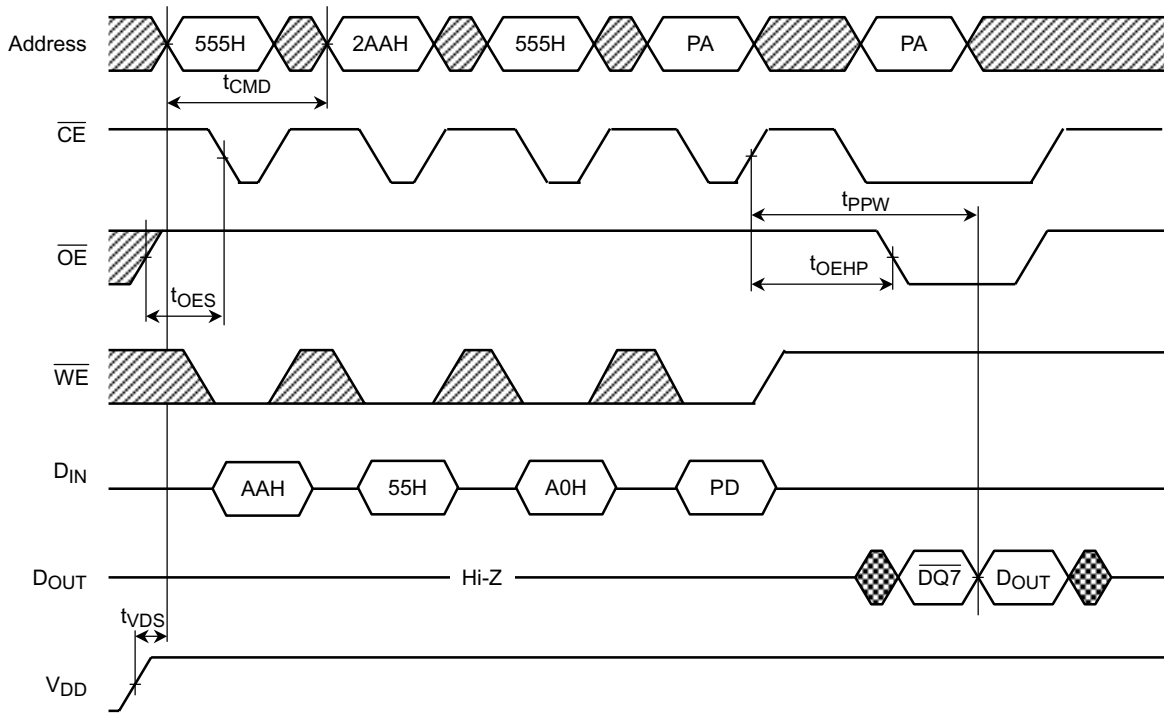 Address 555H 2AAH 555H PA PA
tCMD
CE
tPPW
OE
tOEHP
tOES
WE
DIN AAH 55H A0H PD
DOUT Hi-Z DQ7 DOUT
tVDS
VDD